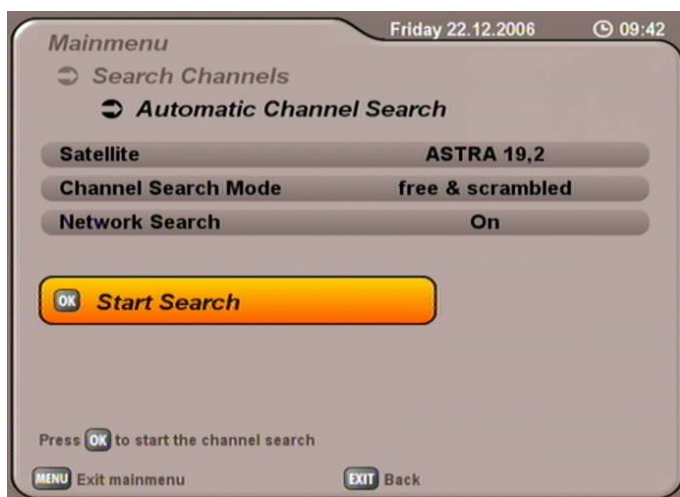 Friday 22.12.2006 09:42
Mainmenu
Search Channels
Automatic Channel Search
Satellite ASTRA 19,2
Channel Search Mode free & scrambled
Network Search On
OK Start Search
Press OK to start the channel search
MENU Exit mainmenu EXIT Back